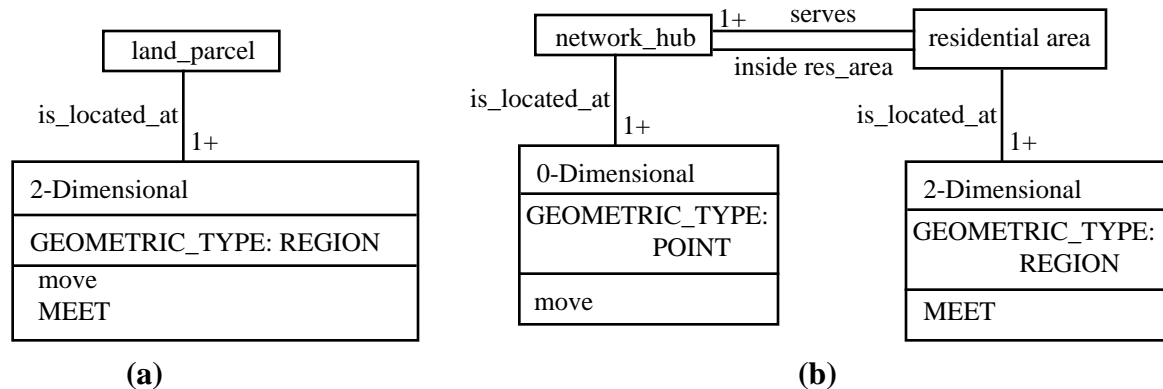 land_parcel
is_located_at
1+
2-Dimensional
GEOMETRIC_TYPE: REGION
move
MEET
(a)
network_hub
1+
serves
inside res_area
residential area
is_located_at
1+
0-Dimensional
GEOMETRIC_TYPE:
POINT
move
is_located_at
1+
2-Dimensional
GEOMETRIC_TYPE:
REGION
MEET
(b)